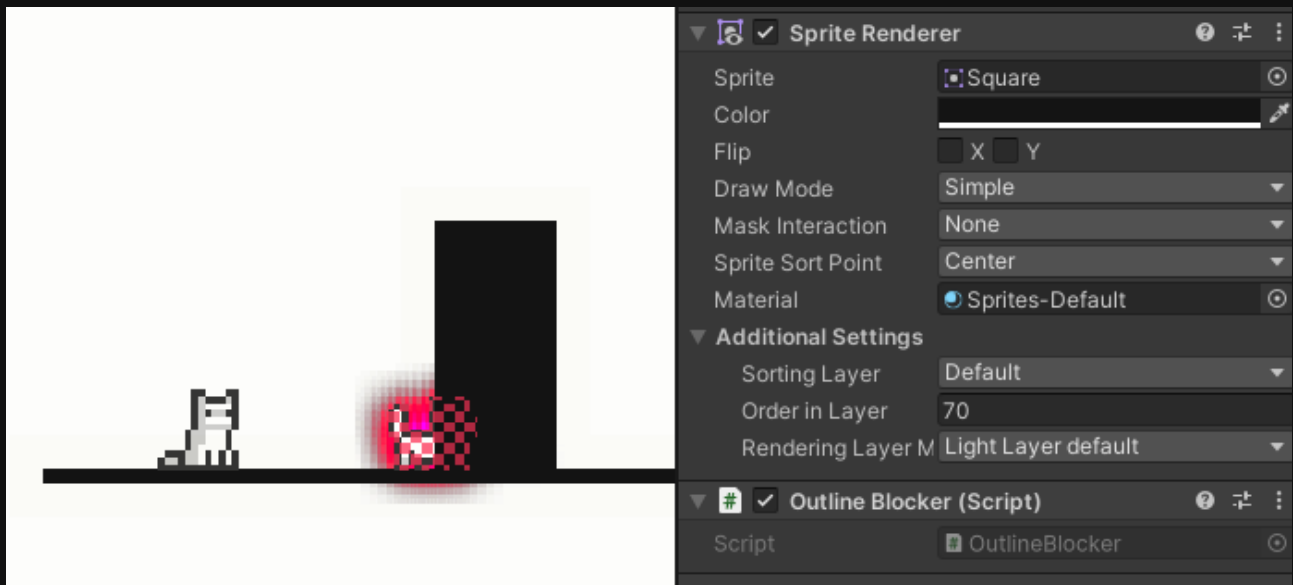 Sprite Renderer
Sprite Square
Color
Flip X Y
Draw Mode Simple
Mask Interaction None
Sprite Sort Point Center
Material Sprites-Default
Additional Settings
Sorting Layer Default
Order in Layer 70
Rendering Layer M Light Layer default
# Outline Blocker (Script)
Script # OutlineBlocker